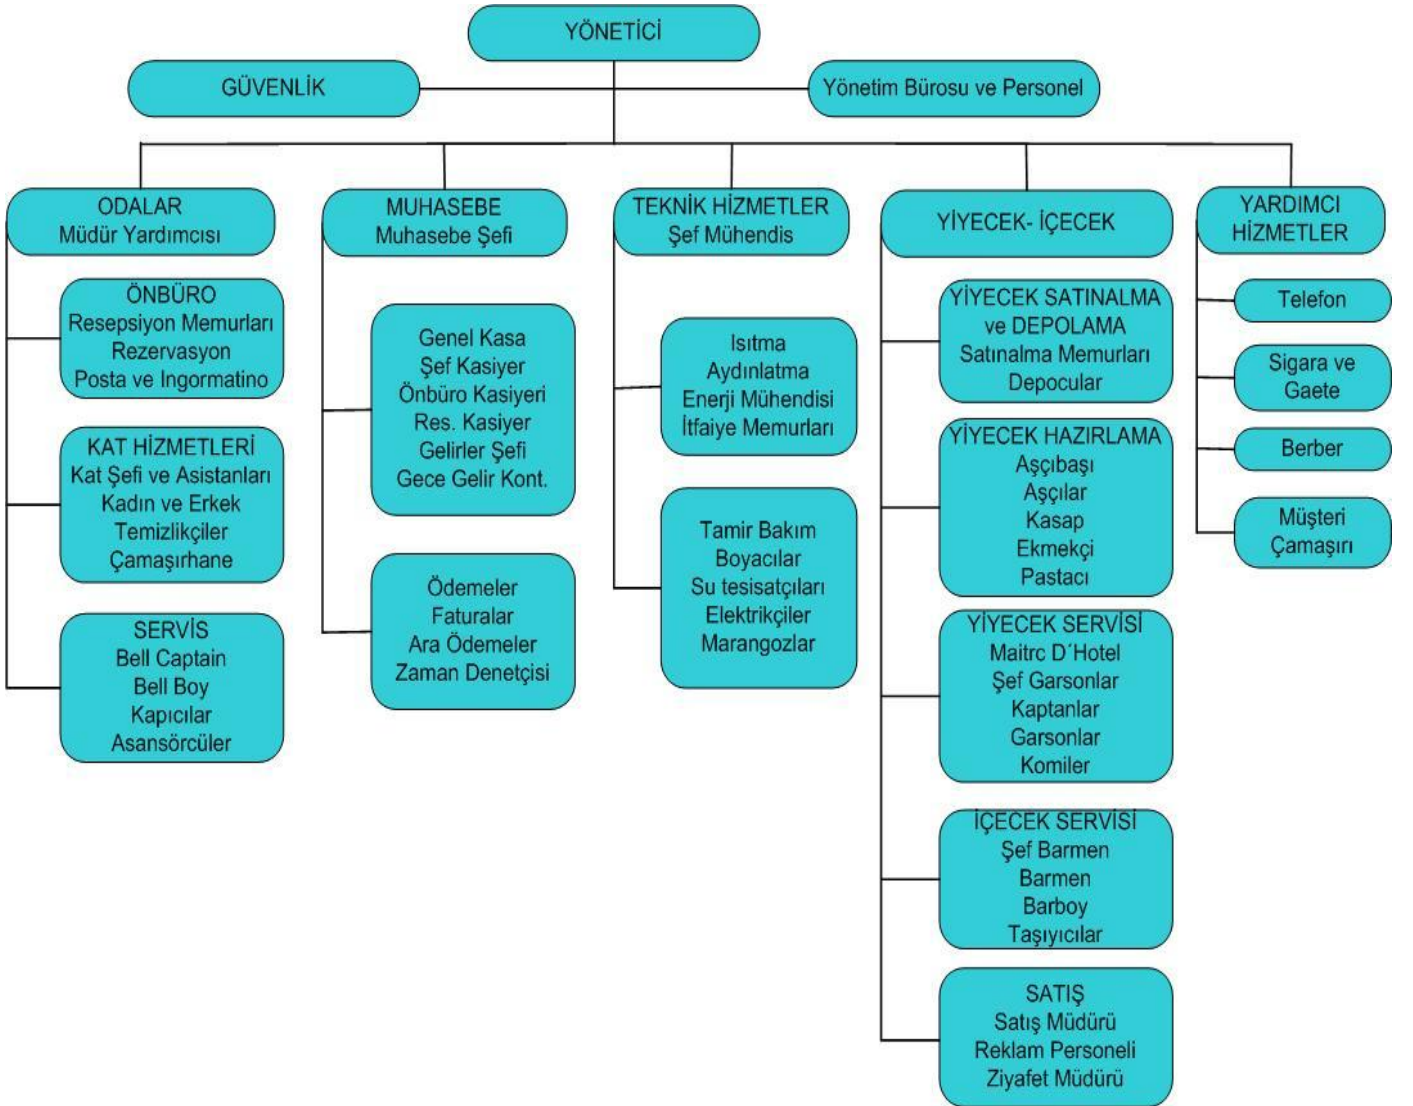 YÖNETİCİ
GÜVENLİK
Yönetim Bürosu ve Personel
ODALAR
Müdür Yardımcısı
ÖNBÜRO
Resepsiyon Memurları
Rezervasyon
Posta ve Ingormatino
KAT HİZMETLERİ
Kat Şefi ve Asistanları
Kadın ve Erkek
Temizlikçiler
Çamaşırhane
SERVİS
Bell Captain
Bell Boy
Kapıcılar
Asansörcüler
MUHASEBE
Muhasebe Şefi
Genel Kasa
Şef Kasiyer
Önbüro Kasiyeri
Res. Kasiyer
Gelirler Şefi
Gece Gelir Kont.
Ödemeler
Faturalar
Ara Ödemeler
Zaman Denetçisi
TEKNİK HİZMETLER
Şef Mühendis
Isıtma
Aydınlatma
Enerji Mühendisi
İtfaiye Memurları
Tamir Bakım
Boyacılar
Su tesisatçıları
Elektrikçiler
Marangozlar
YİYECEK- İÇECEK
YİYECEK SATINALMA
ve DEPOLAMA
Satınalma Memurları
Depocular
YİYECEK HAZIRLAMA
Aşçıbaşı
Aşçılar
Kasap
Ekmekçi
Pastacı
YİYECEK SERVİSİ
Maitrc D´Hotel
Şef Garsonlar
Kaptanlar
Garsonlar
Komiler
İÇECEK SERVİSİ
Şef Barmen
Barmen
Barboy
Taşıyıcılar
SATIŞ
Satış Müdürü
Reklam Personeli
Ziyafet Müdürü
YARDIMCI
HİZMETLER
Telefon
Sigara ve
Gaete
Berber
Müşteri
Çamaşırı